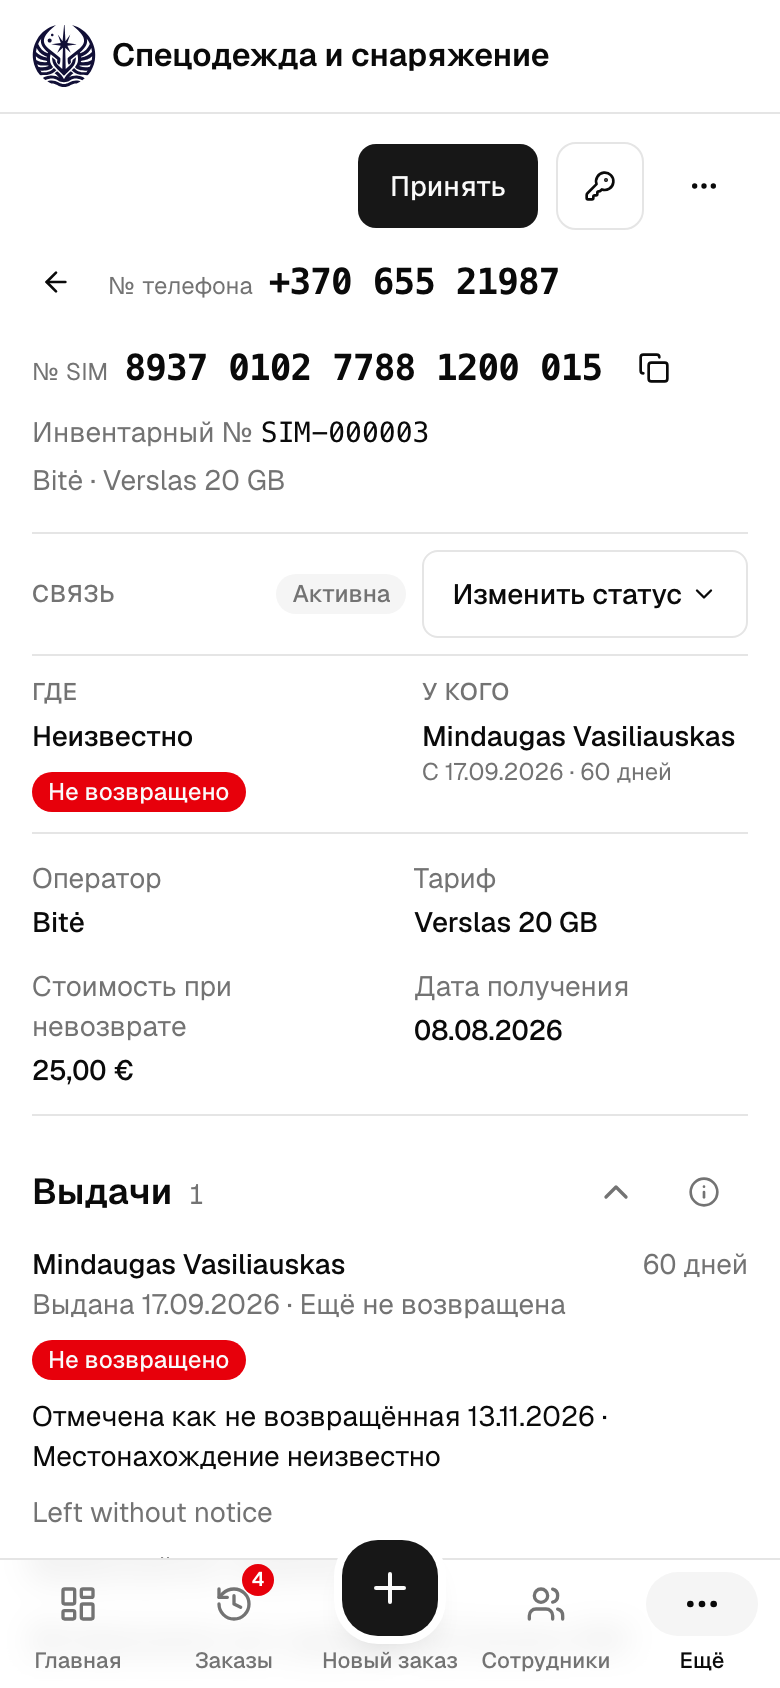 Спецодежда и снаряжение
Принять
№ телефона +370 655 21987
№ SIM 8937 0102 7788 1200 015
Инвентарный № SIM-000003
Bitė · Verslas 20 GB
СВЯЗЬ Активна Изменить статус
ГДЕ У КОГО
Неизвестно Mindaugas Vasiliauskas
С 17.09.2026 · 60 дней
Не возвращено
Оператор Тариф
Bitė Verslas 20 GB
Стоимость при Дата получения
невозврате 08.08.2026
25,00 €
Выдачи 1
Mindaugas Vasiliauskas 60 дней
Выдана 17.09.2026 · Ещё не возвращена
Не возвращено
Отмечена как не возвращённая 13.11.2026 ·
Местонахождение неизвестно
Left without notice
4
Главная Заказы Новый заказ Сотрудники Ещё